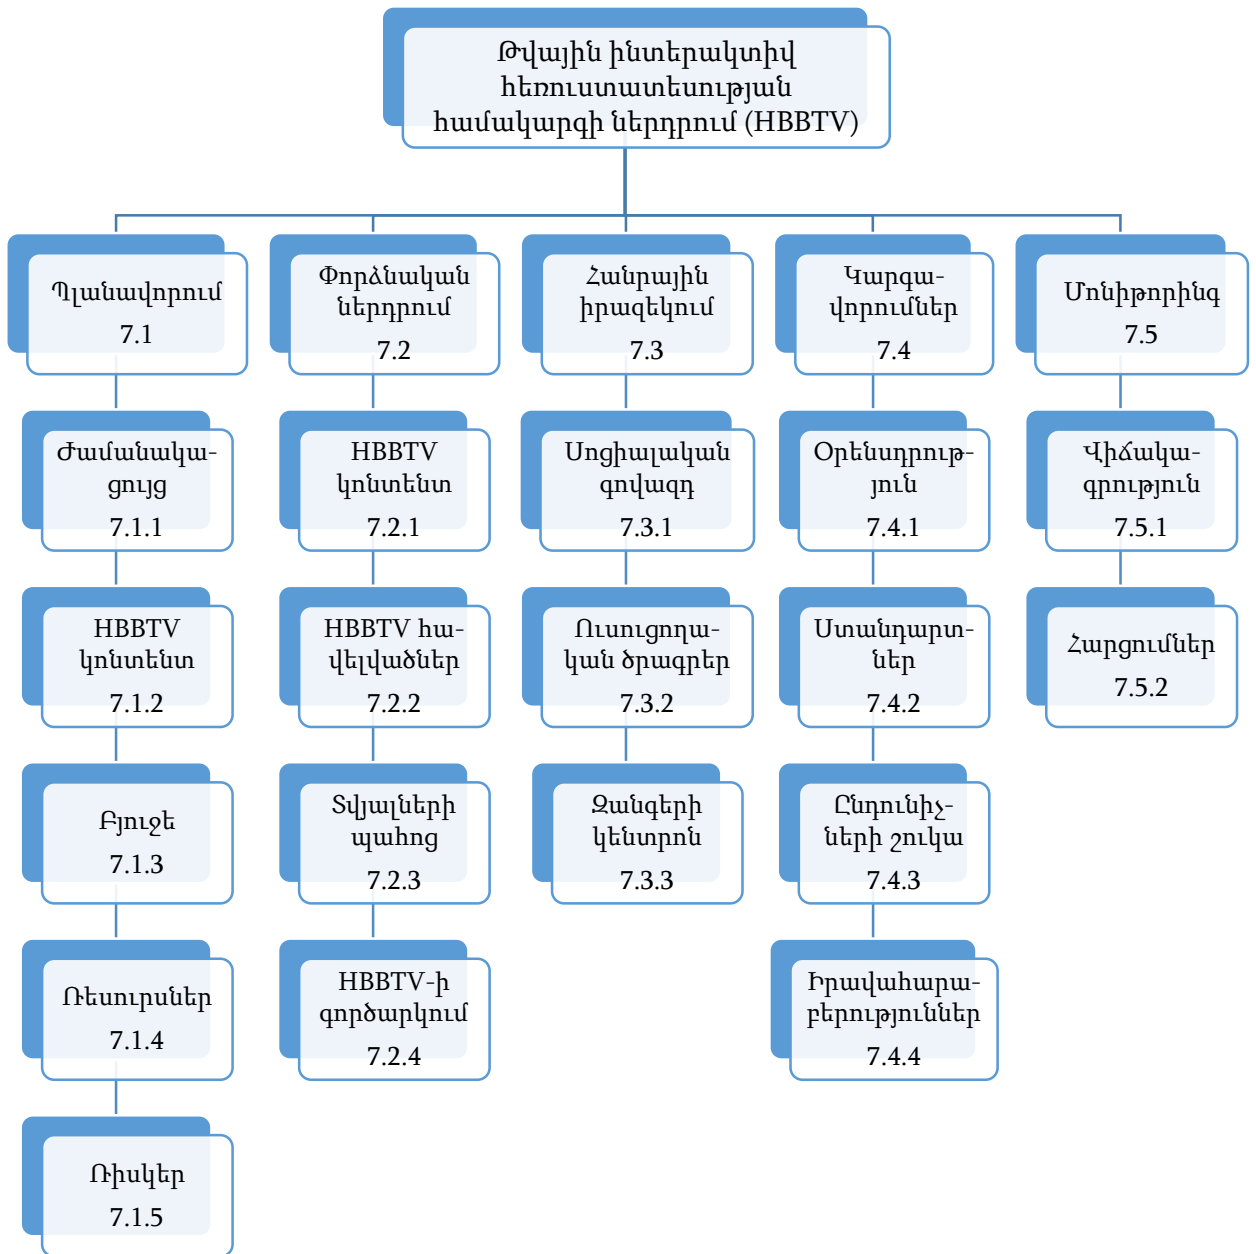 Թվային ինտերակտիվ
հեռուստատեսության
համակարգի ներդրում (HBBTV)
Պլանավորում
7.1
Ժամանակա-
ցույց
7.1.1
HBBTV
կոնտենտ
7.1.2
Բյուջե
7.1.3
Ռեսուրսներ
7.1.4
Ռիսկեր
7.1.5
Փորձնական
ներդրում
7.2
HBBTV
կոնտենտ
7.2.1
HBBTV հա-
վելվածներ
7.2.2
Տվյալների
պահոց
7.2.3
HBBTV-ի
գործարկում
7.2.4
Հանրային
իրազեկում
7.3
Սոցիալական
գովազդ
7.3.1
Ուսուցողա-
կան ծրագրեր
7.3.2
Զանգերի
կենտրոն
7.3.3
Կարգա-
վորումներ
7.4
Օրենսդրութ-
յուն
7.4.1
Ստանդարտ-
ներ
7.4.2
Ընդունիչ-
ների շուկա
7.4.3
Իրավահարա-
բերություններ
7.4.4
Մոնիթորինգ
7.5
Վիճակա-
գրություն
7.5.1
Հարցումներ
7.5.2